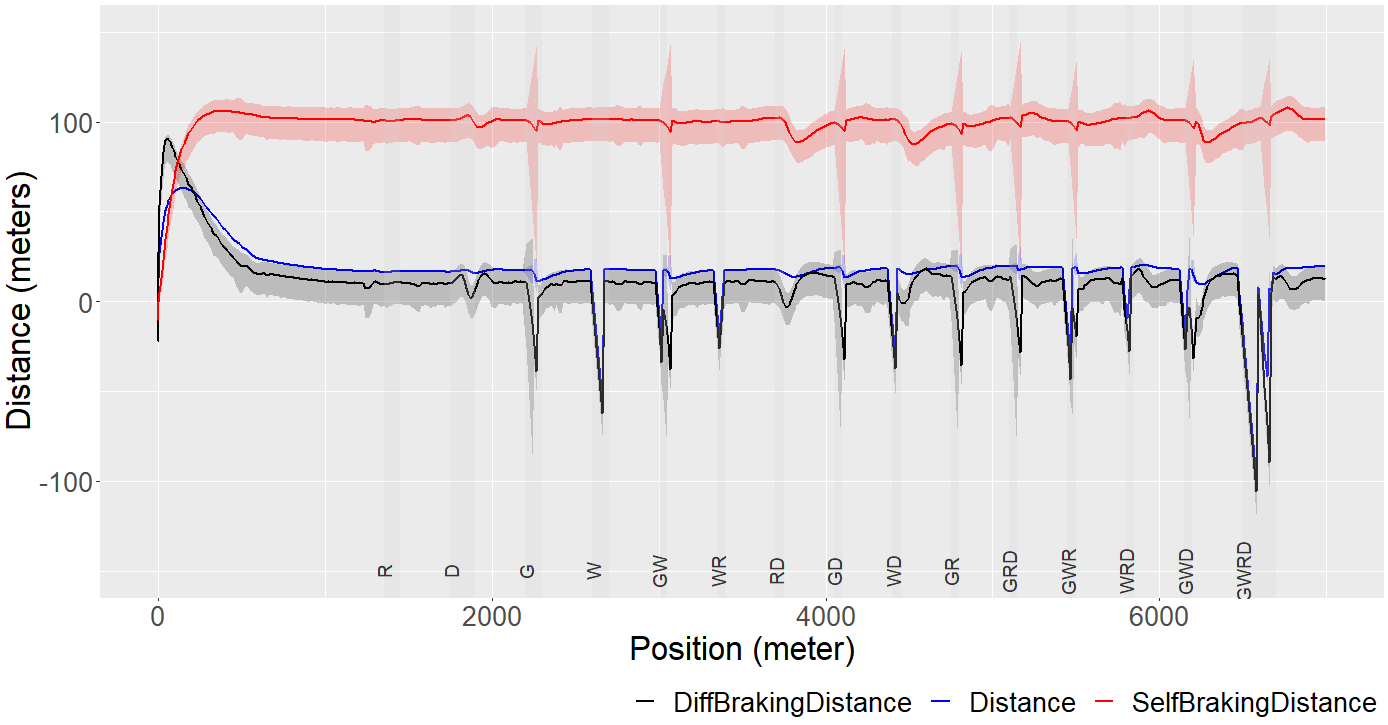 Distance (meters)
100
0
-100
R
D
G
W
GW
WR
RD
GD
WD
GR
GRD
GWR
WRD
GWD
GWRD
0
2000
4000
6000
Position (meter)
DiffBrakingDistance
Distance
SelfBrakingDistance